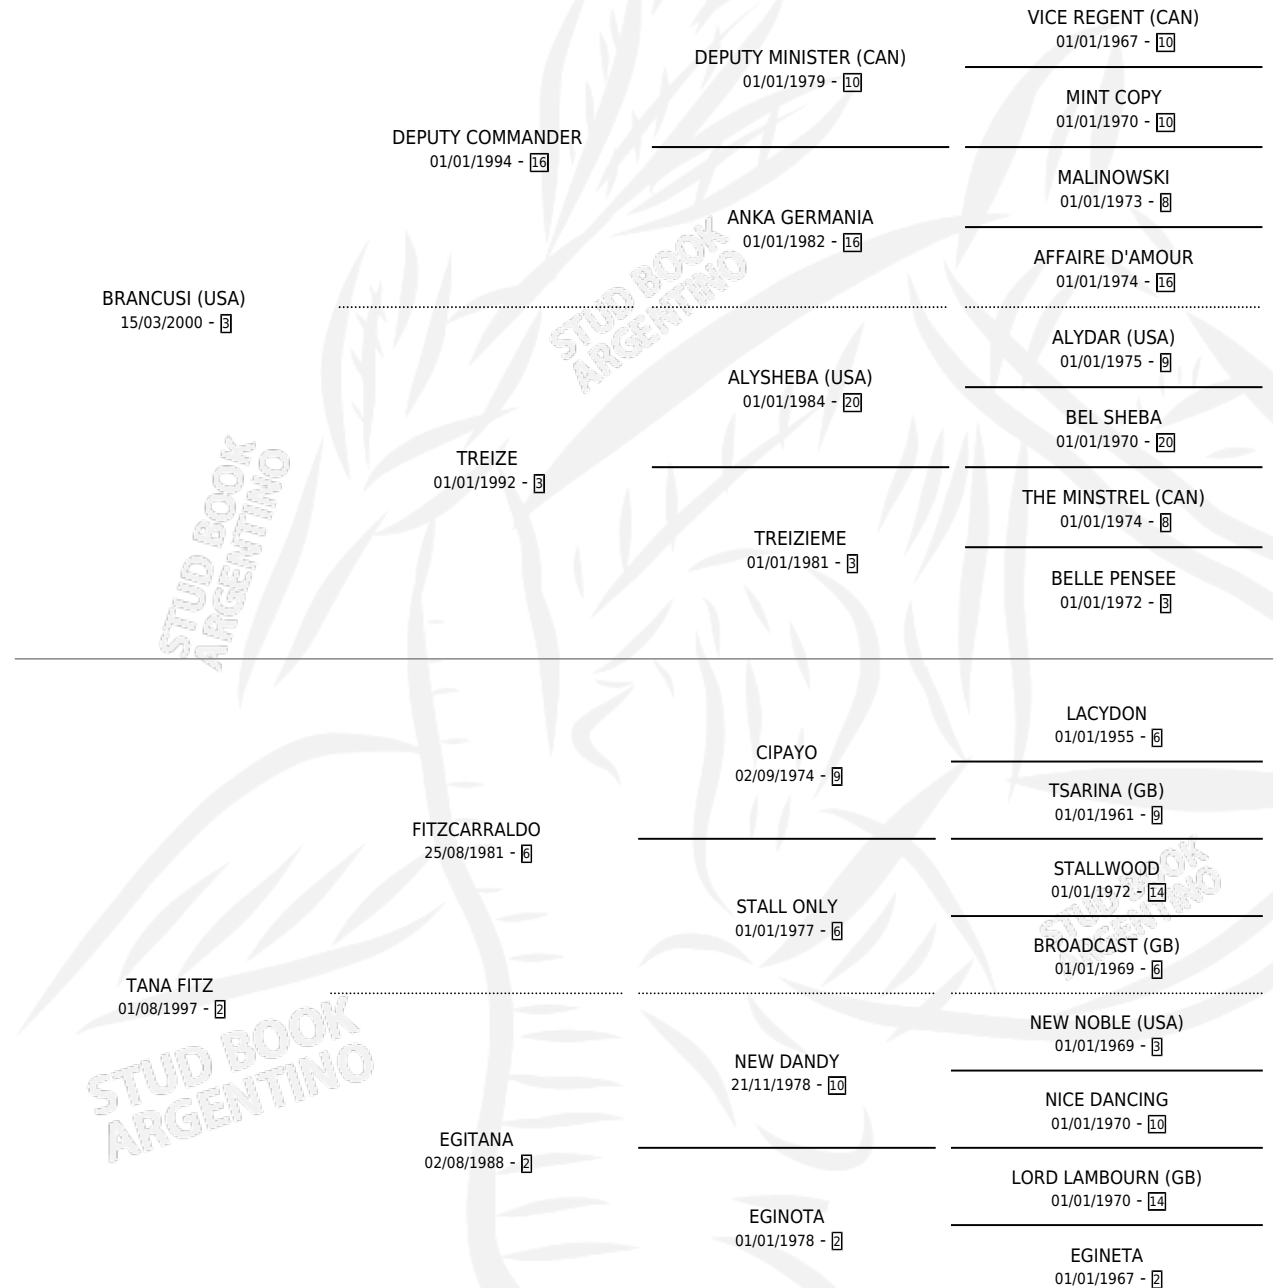 VICE REGENT (CAN)
01/01/1967 - 10
DEPUTY MINISTER (CAN)
01/01/1979 - 10
MINT COPY
01/01/1970 - 10
DEPUTY COMMANDER
01/01/1994 - 16
MALINOWSKI
01/01/1973 - 8
ANKA GERMANIA
01/01/1982 - 16
AFFAIRE D'AMOUR
01/01/1974 - 16
BRANCUSI (USA)
15/03/2000 - 3
STUD BOOK
ARGENTINO
ALYDAR (USA)
01/01/1975 - 9
ALYSHEBA (USA)
01/01/1984 - 20
BEL SHEBA
01/01/1970 - 20
TREIZE
01/01/1992 - 3
THE MINSTREL (CAN)
01/01/1974 - 8
TREIZIEME
01/01/1981 - 3
BELLE PENSEE
01/01/1972 - 3
STUD BOOK
ARGENTINO
LACYDON
01/01/1955 - 6
CIPAYO
02/09/1974 - 9
TSARINA (GB)
01/01/1961 - 9
FITZCARRALDO
25/08/1981 - 6
STALLWOOD
01/01/1972 - 14
STALL ONLY
01/01/1977 - 6
BROADCAST (GB)
01/01/1969 - 6
STUD BOOK
ARGENTINO
TANA FITZ
01/08/1997 - 2
NEW NOBLE (USA)
01/01/1969 - 3
NEW DANDY
21/11/1978 - 10
NICE DANCING
01/01/1970 - 10
STUD BOOK
ARGENTINO
EGITANA
02/08/1988 - 2
LORD LAMBOURN (GB)
01/01/1970 - 14
EGINOTA
01/01/1978 - 2
EGINETA
01/01/1967 - 2